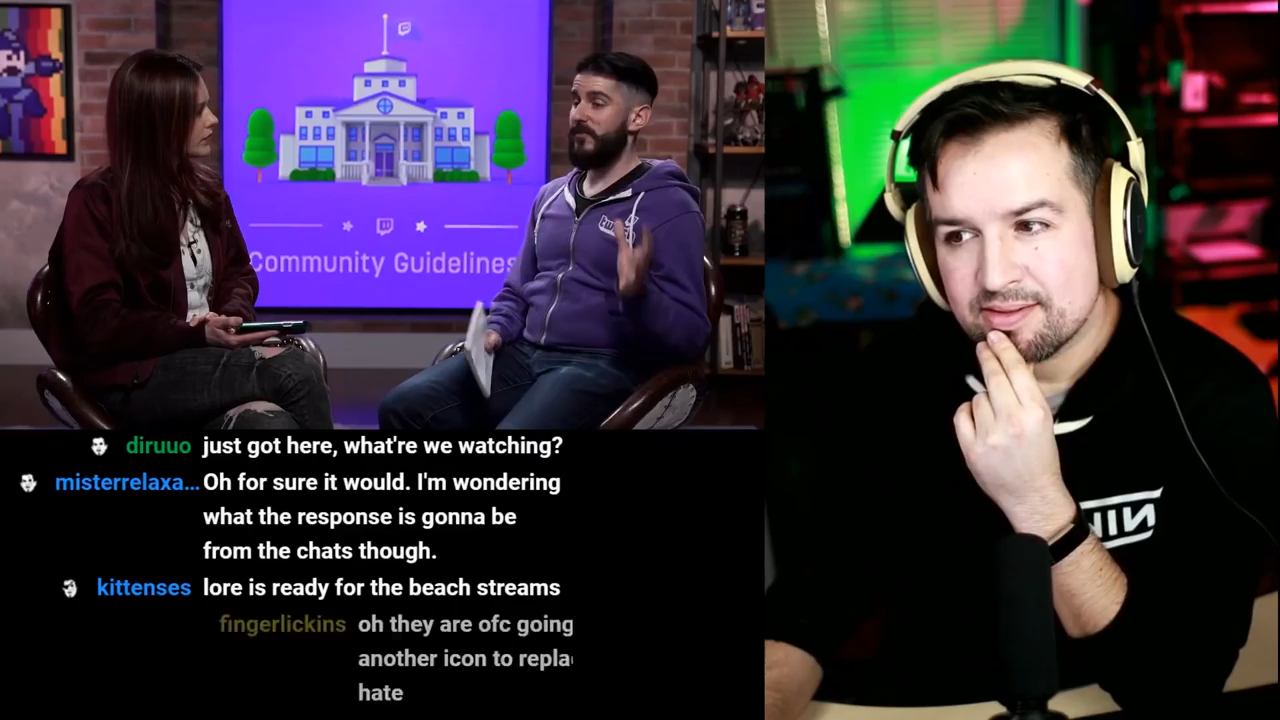 Community Guidelines
twitch
diruuo just got here, what're we watching?
misterrelaxa... Oh for sure it would. I'm wondering
what the response is gonna be
from the chats though.
kittenses lore is ready for the beach streams
fingerlickins oh they are ofc going
another icon to repla
hate
NIN